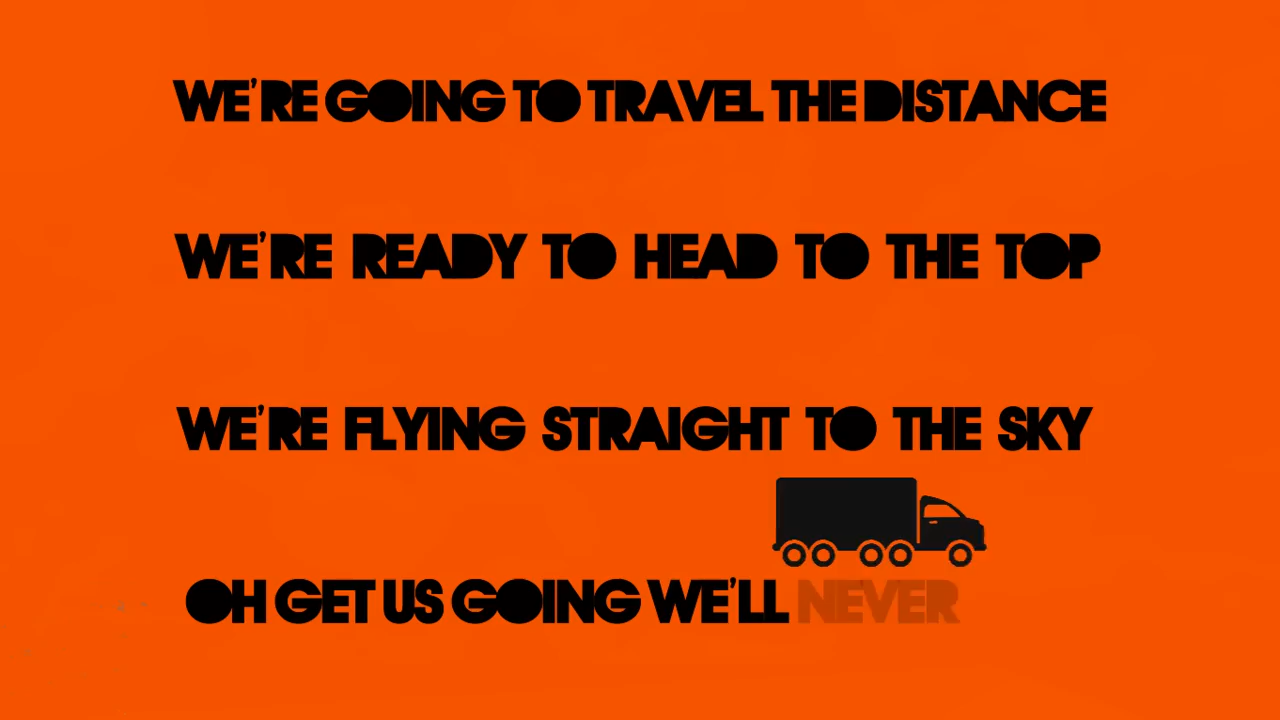 WE'RE GOING TO TRAVEL THE DISTANCE
WE'RE READY TO HEAD TO THE TOP
WE'RE FLYING STRAIGHT TO THE SKY
OH GET US GOING WE'LL NEVER